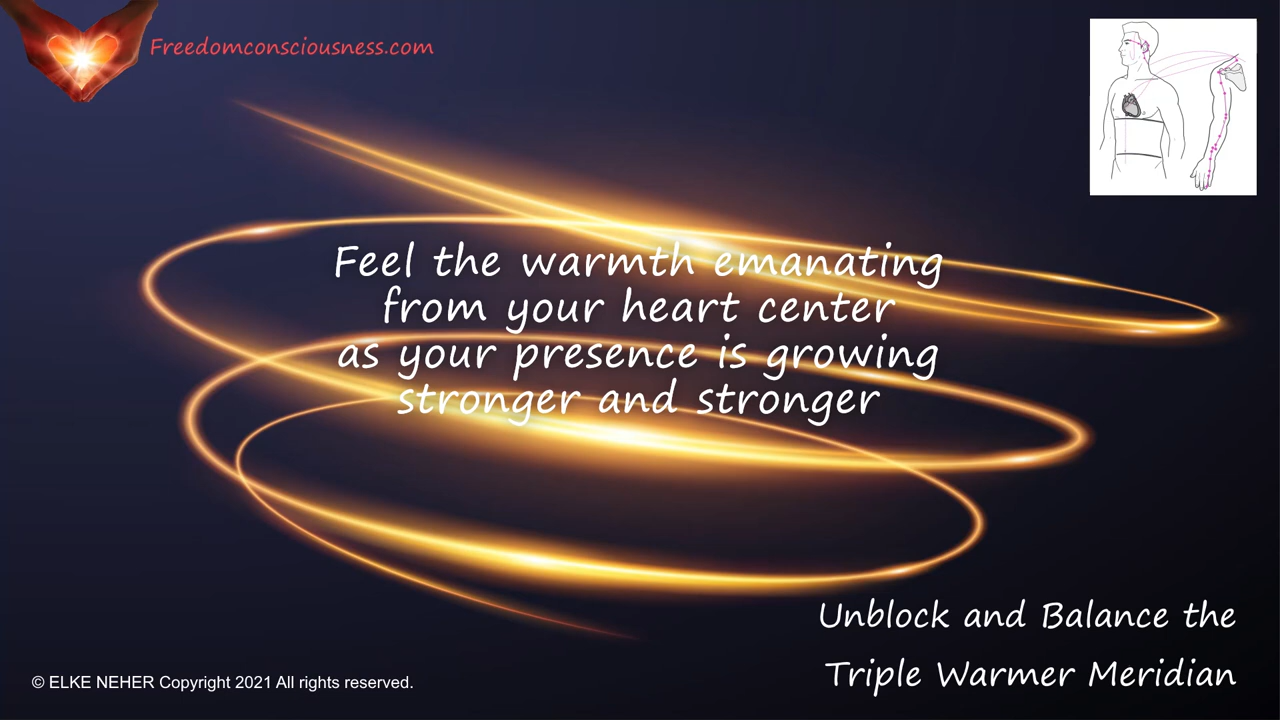 Freedomconsciousness.com
Feel the warmth emanating
from your heart center
as your presence is growing
stronger and stronger
Unblock and Balance the
Triple Warmer Meridian
© ELKE NEHER Copyright 2021 All rights reserved.